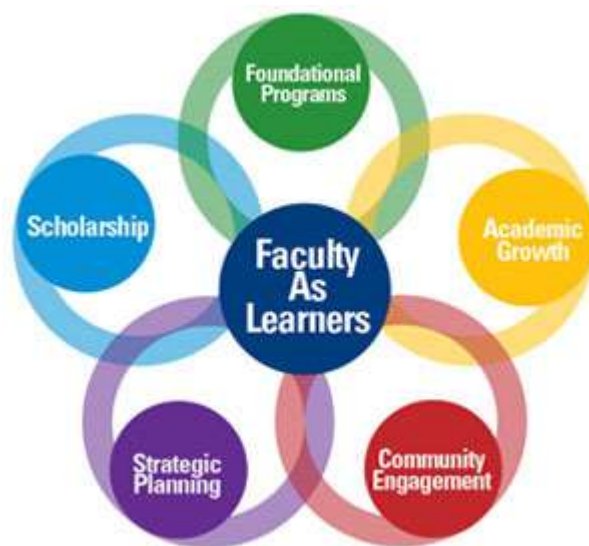 Foundational
Programs
Scholarship
Academic
Growth
Faculty
As
Learners
Strategic
Planning
Community
Engagement